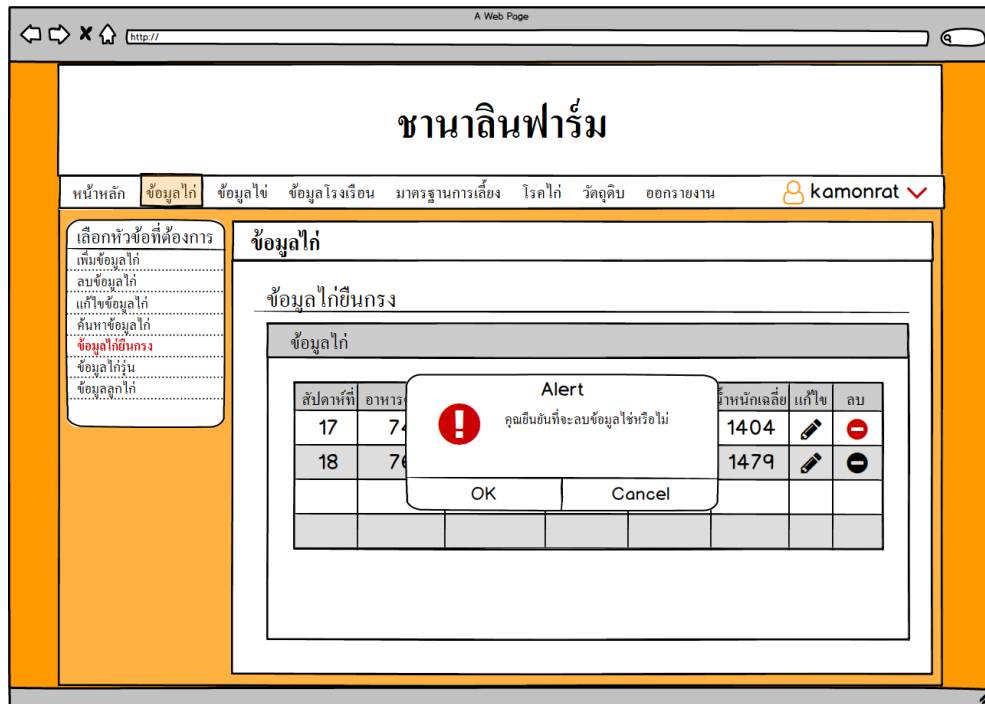 A Web Page
http://
ชานาลินฟาร์ม
หน้าหลัก ข้อมูลไก่ ข้อมูลไข่ ข้อมูลโรงเรือน มาตรฐานการเลี้ยง โรคไก่ วัตถุดิบ ออกรายงาน kamonrat
เลือกหัวข้อที่ต้องการ
เพิ่มข้อมูลไก่
ลบข้อมูลไก่
แก้ไขข้อมูลไก่
ค้นหาข้อมูลไก่
ข้อมูลไก่ยืนกรง
ข้อมูลไก่รุ่น
ข้อมูลลูกไก่
ข้อมูลไก่
ข้อมูลไก่ยืนกรง
ข้อมูลไก่
สัปดาห์ที่ น้ำหนักเฉลี่ย แก้ไข ลบ
17 1404
18 1479
Alert
คุณยืนยันที่จะลบข้อมูลใช่หรือไม่
OK Cancel